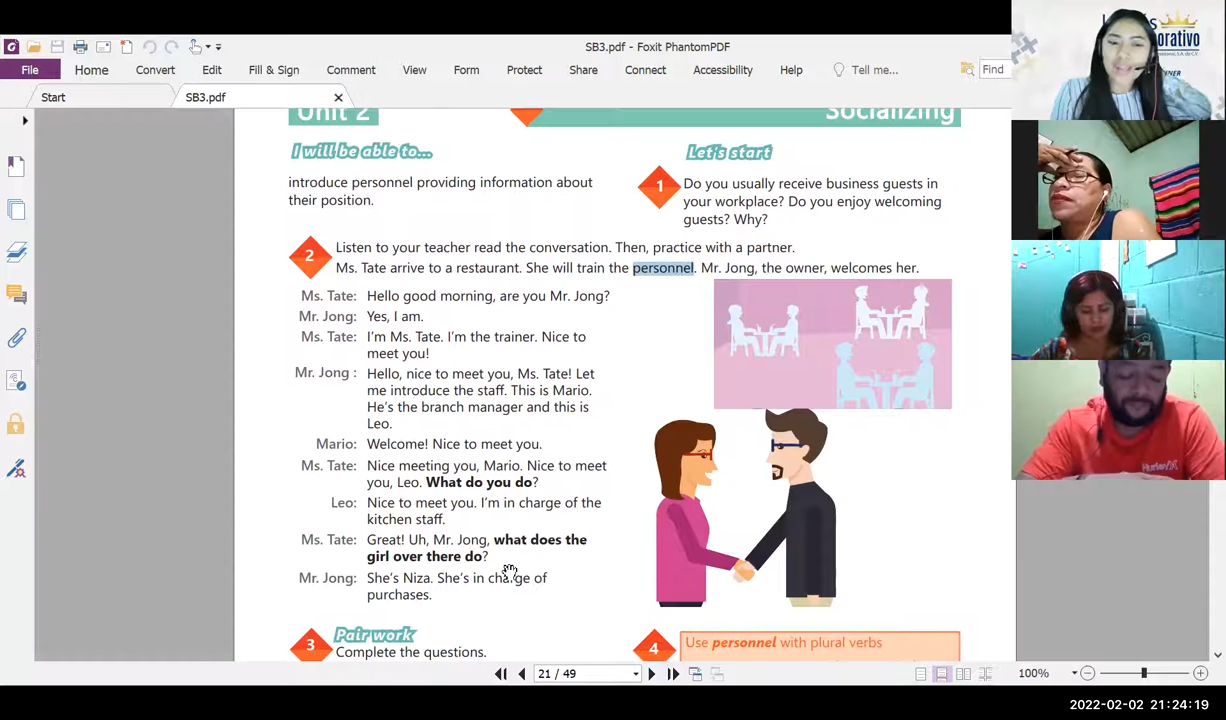 SB3.pdf - Foxit PhantomPDF
File Home Convert Edit Fill & Sign Comment View Form Protect Share Connect Accessibility Help Tell me... Find
Start SB3.pdf
Unit 2 Socializing
I will be able to...
introduce personnel providing information about
their position.
Let's start
1 Do you usually receive business guests in
your workplace? Do you enjoy welcoming
guests? Why?
2 Listen to your teacher read the conversation. Then, practice with a partner.
Ms. Tate arrive to a restaurant. She will train the personnel. Mr. Jong, the owner, welcomes her.
Ms. Tate: Hello good morning, are you Mr. Jong?
Mr. Jong: Yes, I am.
Ms. Tate: I'm Ms. Tate. I'm the trainer. Nice to
meet you!
Mr. Jong : Hello, nice to meet you, Ms. Tate! Let
me introduce the staff. This is Mario.
He's the branch manager and this is
Leo.
Mario: Welcome! Nice to meet you.
Ms. Tate: Nice meeting you, Mario. Nice to meet
you, Leo. What do you do?
Leo: Nice to meet you. I'm in charge of the
kitchen staff.
Ms. Tate: Great! Uh, Mr. Jong, what does the
girl over there do?
Mr. Jong: She's Niza. She's in charge of
purchases.
3 Pair work
Complete the questions.
4 Use personnel with plural verbs
21 / 49
100%
2022-02-02 21:24:19